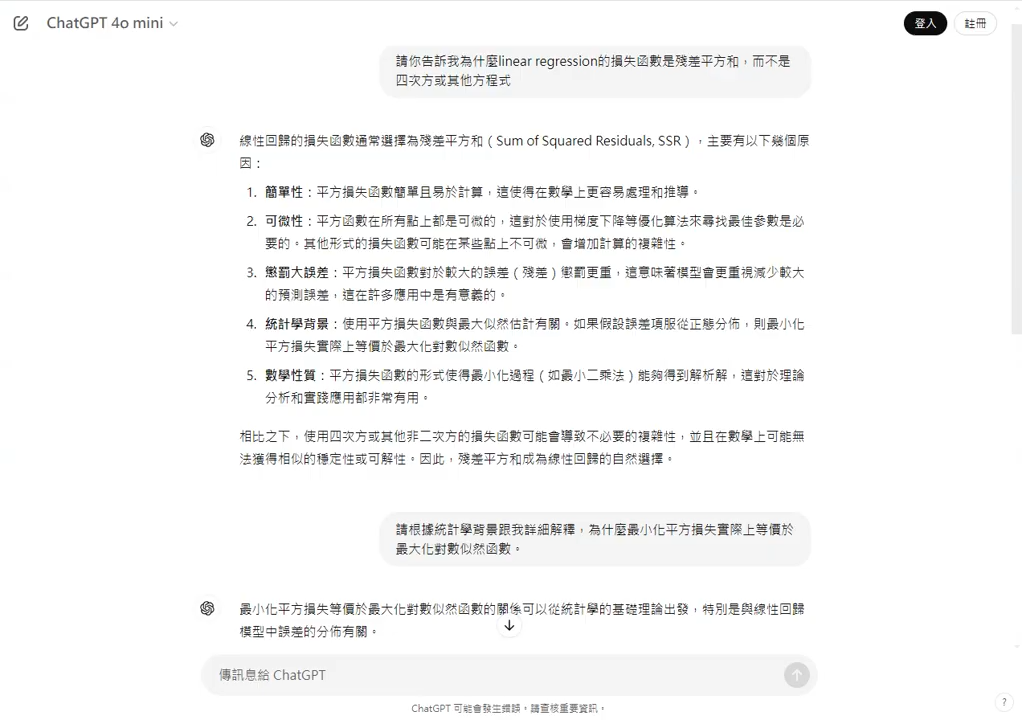 ChatGPT 4o mini
登入
註冊
請你告訴我為什麼linear regression的損失函數是殘差平方和，而不是
四次方或其他方程式
線性回歸的損失函數通常選擇為殘差平方和（Sum of Squared Residuals, SSR），主要有以下幾個原
因：
1. 簡單性：平方損失函數簡單且易於計算，這使得在數學上更容易處理和推導。
2. 可微性：平方函數在所有點上都是可微的，這對於使用梯度下降等優化算法來尋找最佳參數是必
要的。其他形式的損失函數可能在某些點上不可微，會增加計算的複雜性。
3. 懲罰大誤差：平方損失函數對於較大的誤差（殘差）懲罰更重，這意味著模型會更重視減少較大
的預測誤差，這在許多應用中是有意義的。
4. 統計學背景：使用平方損失函數與最大似然估計有關。如果假設誤差項服從正態分佈，則最小化
平方損失實際上等價於最大化對數似然函數。
5. 數學性質：平方損失函數的形式使得最小化過程（如最小二乘法）能夠得到解析解，這對於理論
分析和實踐應用都非常有用。
相比之下，使用四次方或其他非二次方的損失函數可能會導致不必要的複雜性，並且在數學上可能無
法獲得相似的穩定性或可解性。因此，殘差平方和成為線性回歸的自然選擇。
請根據統計學背景跟我詳細解釋，為什麼最小化平方損失實際上等價於
最大化對數似然函數。
最小化平方損失等價於最大化對數似然函數的關係可以從統計學的基礎理論出發，特別是與線性回歸
模型中誤差的分佈有關。
傳訊息給 ChatGPT
ChatGPT 可能會發生錯誤。請查核重要資訊。
?